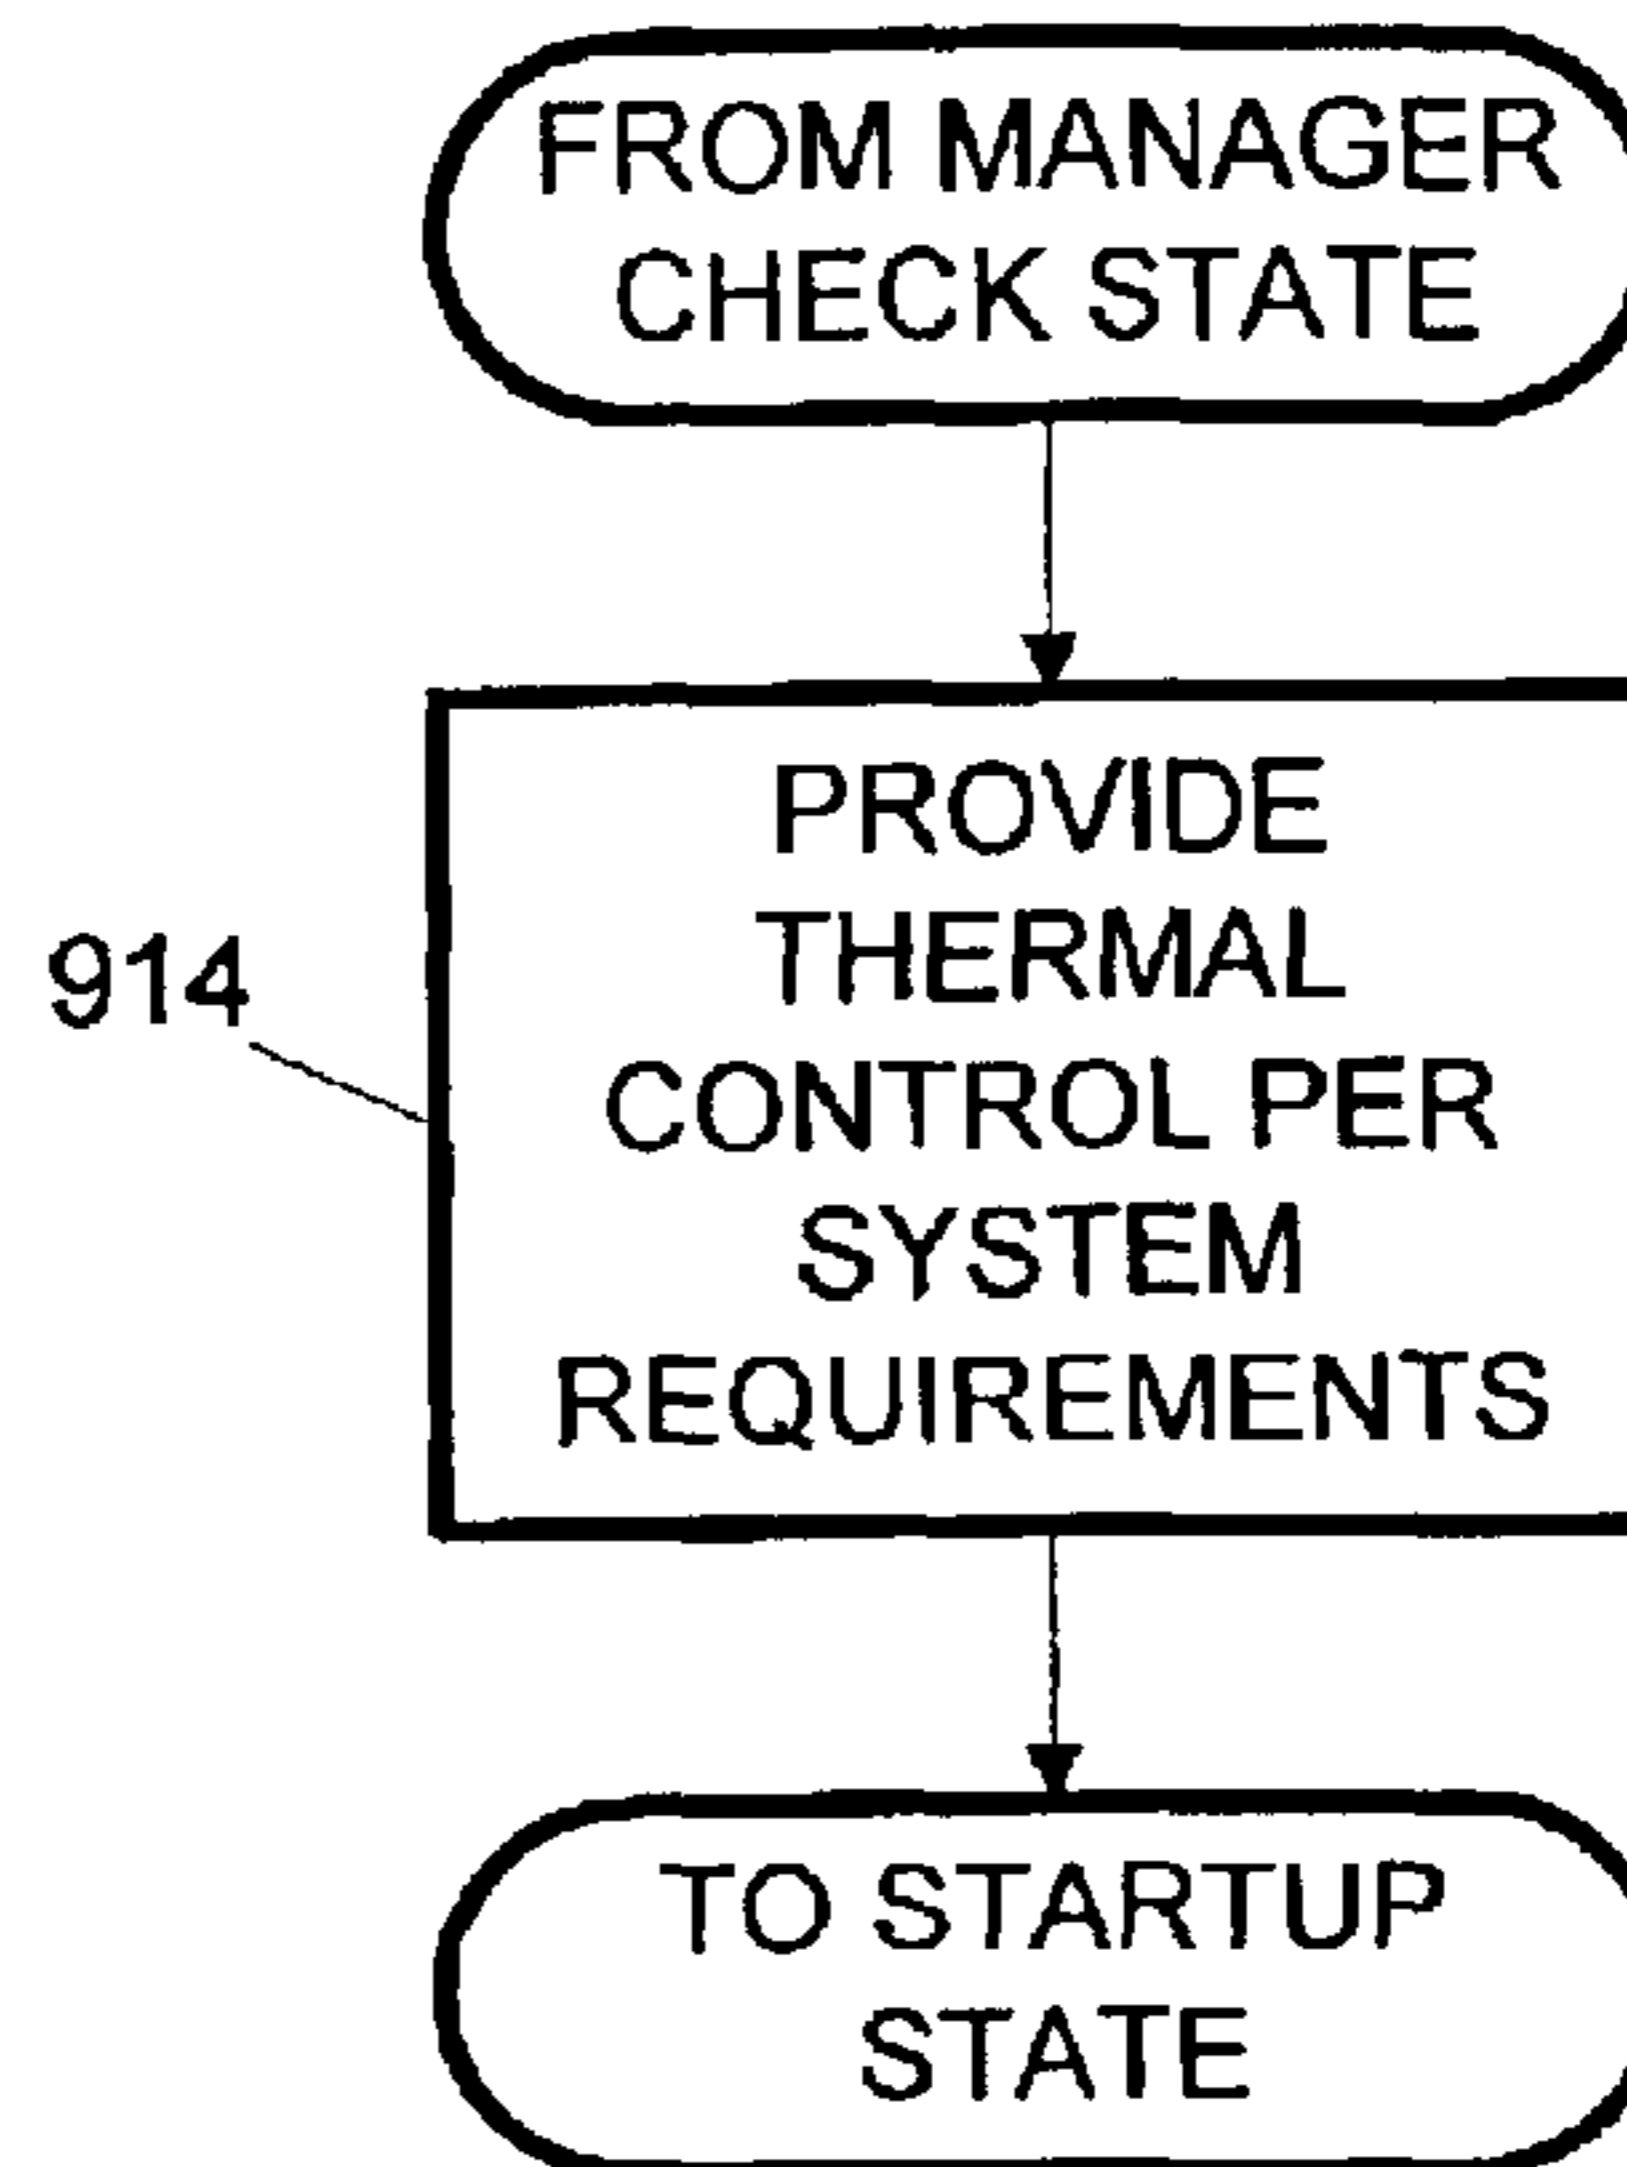 FROM MANAGER
CHECK STATE
PROVIDE
THERMAL
CONTROL PER
SYSTEM
REQUIREMENTS
914
TO STARTUP
STATE